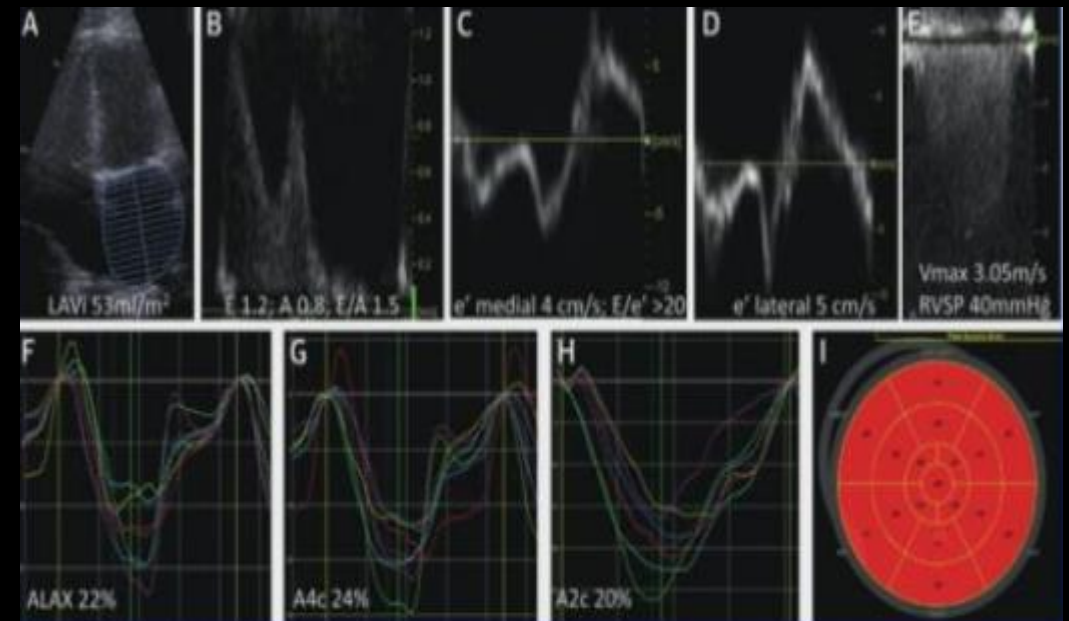 A
B
C
D
E
LAVi 53ml/m²
E 1.2; A 0.8; E/A 1.5
e' medial 4 cm/s; E/e' >20
e' lateral 5 cm/s
Vmax 3.05m/s
RVSP 40mmHg
F
G
H
I
ALAX 22%
A4c 24%
A2c 20%